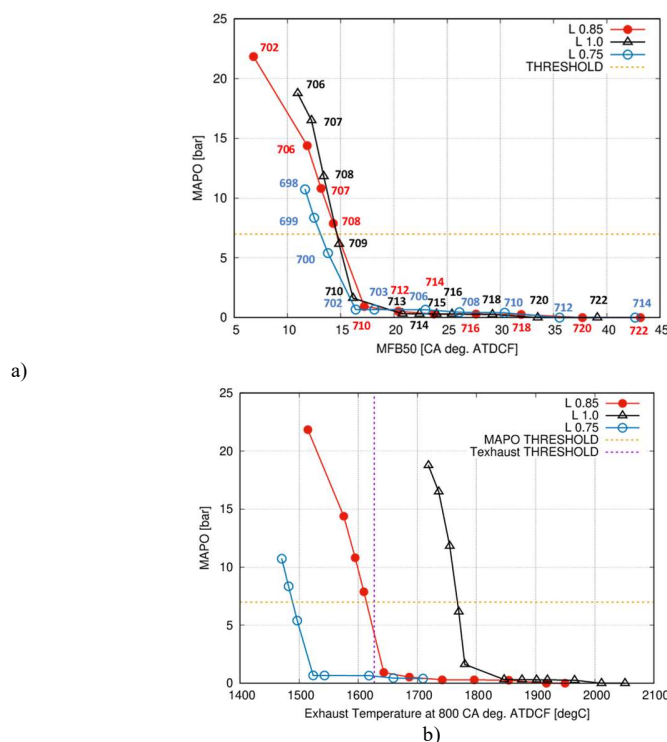 a)
702
L 0.85
L 1.0
L 0.75
THRESHOLD
706
707
706
708
698
707
699
708
700
709
710
702
703
712
714
706
713
715
716
708
718
710
720
712
722
714
710
714
716
718
720
722
25
20
15
10
5
0
MAPO [bar]
5 10 15 20 25 30 35 40 45
MFB50 [CA deg. ATDCF]
L 0.85
L 1.0
L 0.75
MAPO THRESHOLD
Texhaust THRESHOLD
25
20
15
10
5
0
MAPO [bar]
1400 1500 1600 1700 1800 1900 2000 2100
Exhaust Temperature at 800 CA deg. ATDCF [degC]
b)